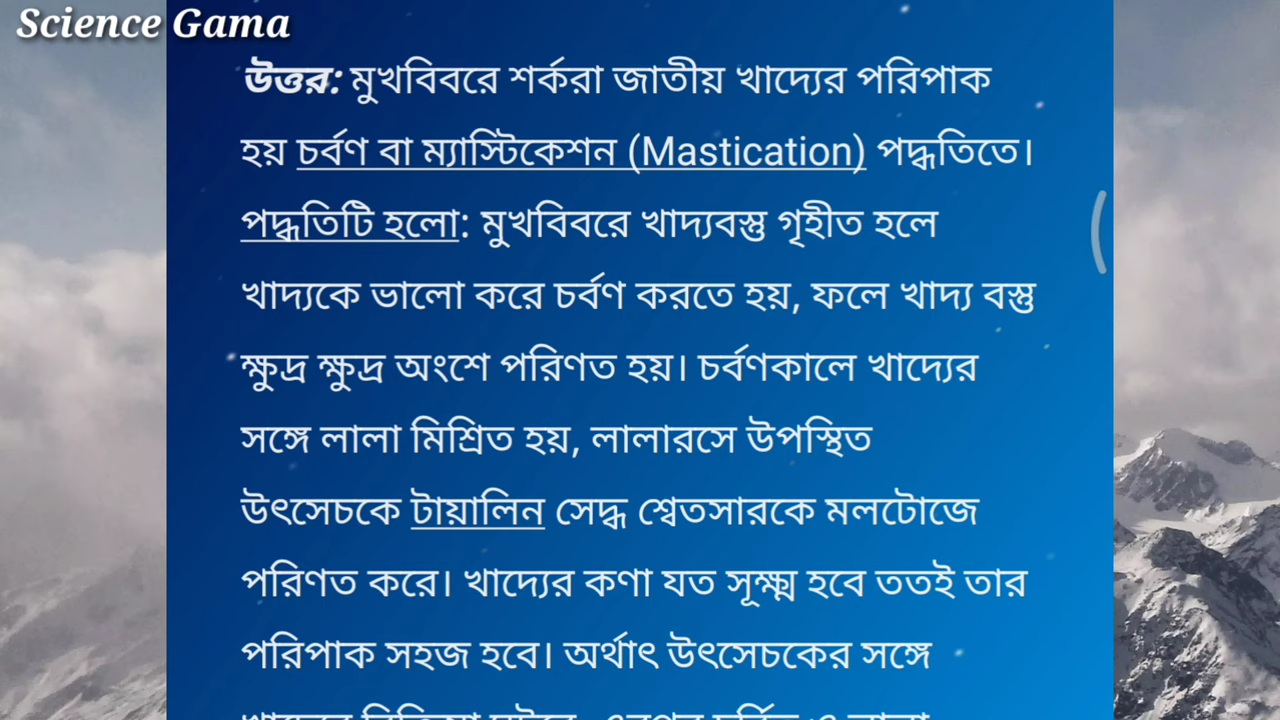 Science Gama
উত্তর: মুখবিবরে শর্করা জাতীয় খাদ্যের পরিপাক
হয় চর্বণ বা ম্যাস্টিকেশন (Mastication) পদ্ধতিতে।
পদ্ধতিটি হলো: মুখবিবরে খাদ্যবস্তু গৃহীত হলে
খাদ্যকে ভালো করে চর্বণ করতে হয়, ফলে খাদ্য বস্তু
ক্ষুদ্র ক্ষুদ্র অংশে পরিণত হয়। চর্বণকালে খাদ্যের
সঙ্গে লালা মিশ্রিত হয়, লালারসে উপস্থিত
উৎসেচকে টায়ালিন সেদ্ধ শ্বেতসারকে মলটোজে
পরিণত করে। খাদ্যের কণা যত সূক্ষ্ম হবে ততই তার
পরিপাক সহজ হবে। অর্থাৎ উৎসেচকের সঙ্গে